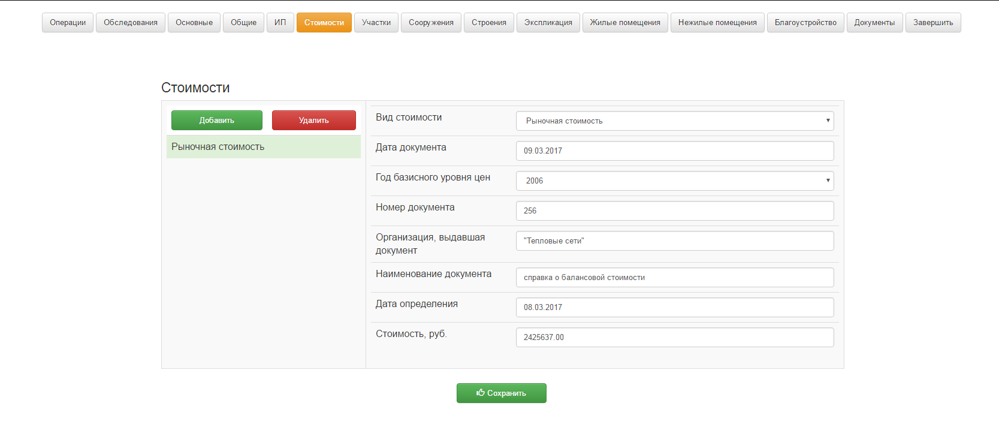 Операции Обследования Основные Общие ИП Стоимости Участки Сооружения Строения Экспликация Жилые помещения Нежилые помещения Благоустройство Документы Завершить
Стоимости
Добавить Удалить
Рыночная стоимость
Вид стоимости Рыночная стоимость
Дата документа 09.03.2017
Год базисного уровня цен 2006
Номер документа 256
Организация, выдавшая "Тепловые сети"
документ
Наименование документа справка о балансовой стоимости
Дата определения 08.03.2017
Стоимость, руб. 2425637.00
Сохранить